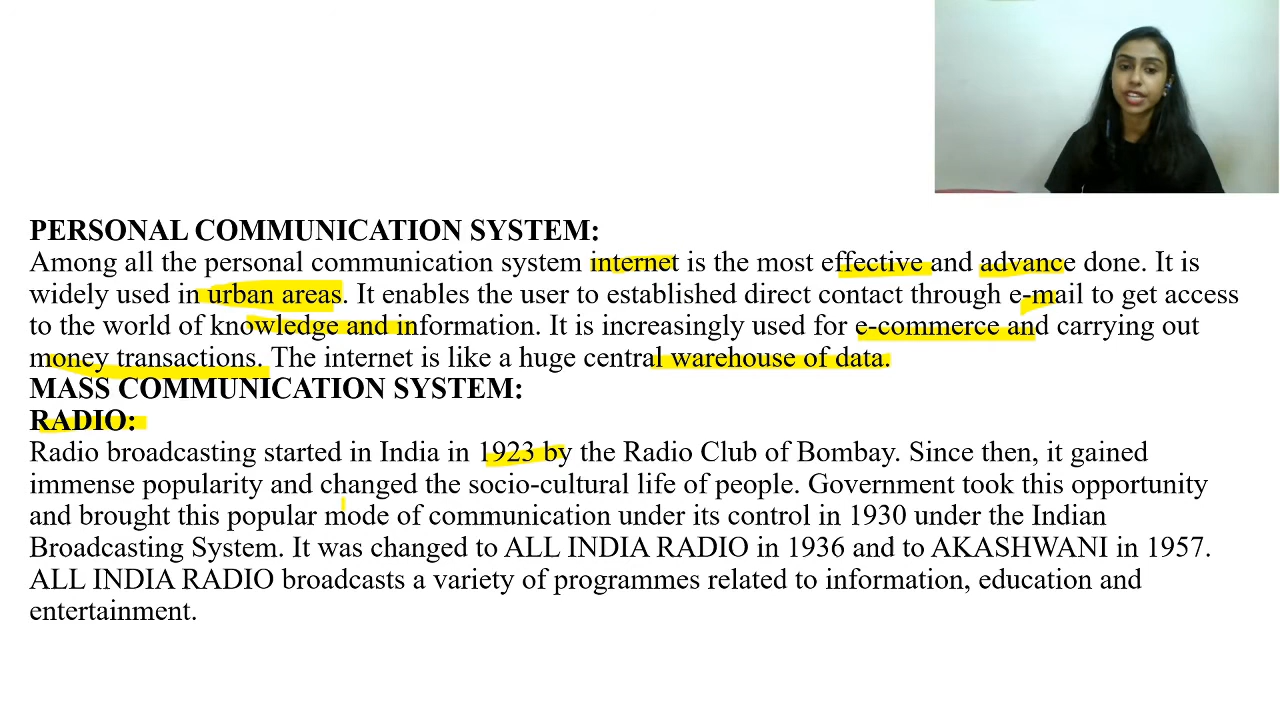 PERSONAL COMMUNICATION SYSTEM:
Among all the personal communication system internet is the most effective and advance done. It is
widely used in urban areas. It enables the user to established direct contact through e-mail to get access
to the world of knowledge and information. It is increasingly used for e-commerce and carrying out
money transactions. The internet is like a huge central warehouse of data.
MASS COMMUNICATION SYSTEM:
RADIO:
Radio broadcasting started in India in 1923 by the Radio Club of Bombay. Since then, it gained
immense popularity and changed the socio-cultural life of people. Government took this opportunity
and brought this popular mode of communication under its control in 1930 under the Indian
Broadcasting System. It was changed to ALL INDIA RADIO in 1936 and to AKASHWANI in 1957.
ALL INDIA RADIO broadcasts a variety of programmes related to information, education and
entertainment.